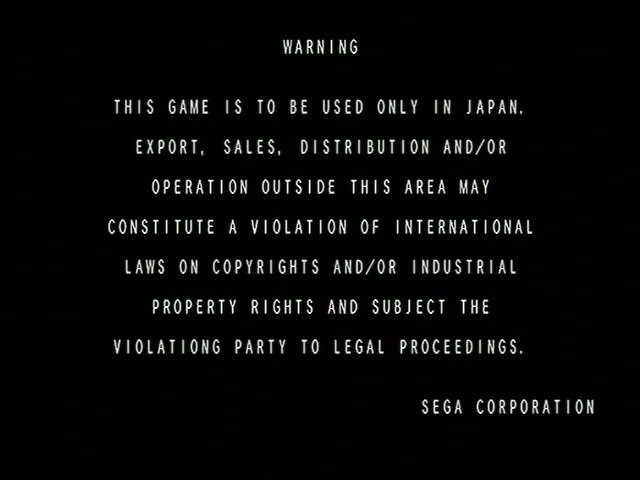 WARNING
THIS GAME IS TO BE USED ONLY IN JAPAN.
EXPORT, SALES, DISTRIBUTION AND/OR
OPERATION OUTSIDE THIS AREA MAY
CONSTITUTE A VIOLATION OF INTERNATIONAL
LAWS ON COPYRIGHTS AND/OR INDUSTRIAL
PROPERTY RIGHTS AND SUBJECT THE
VIOLATIONG PARTY TO LEGAL PROCEEDINGS.
SEGA CORPORATION